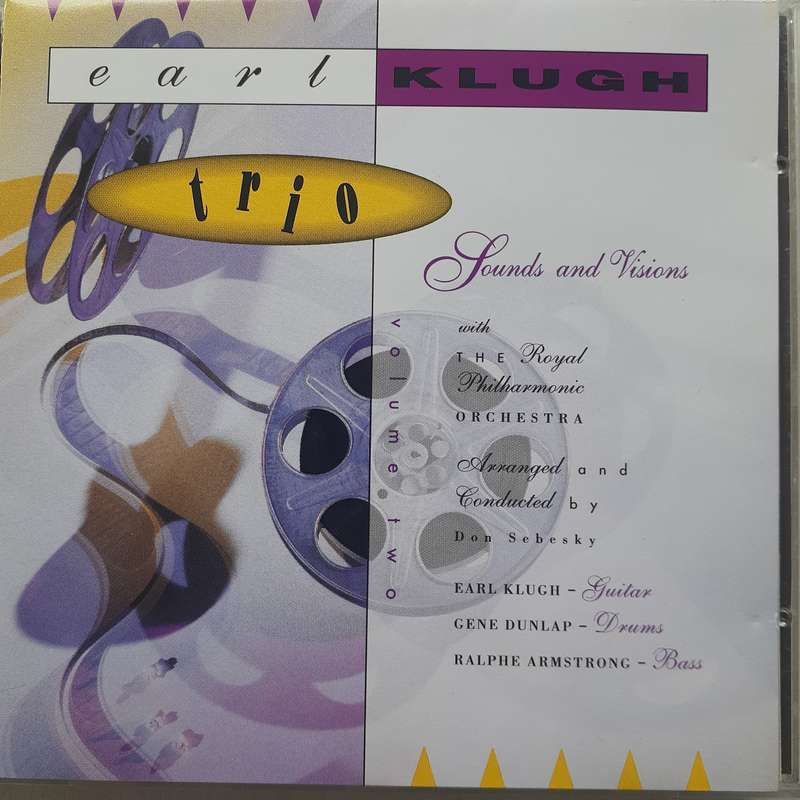 earl KLUGH
trio
Sounds and Visions
volume two
with
THE Royal
Philharmonic
ORCHESTRA
Arranged and
Conducted by
Don Sebesky
EARL KLUGH – Guitar
GENE DUNLAP – Drums
RALPHE ARMSTRONG – Bass